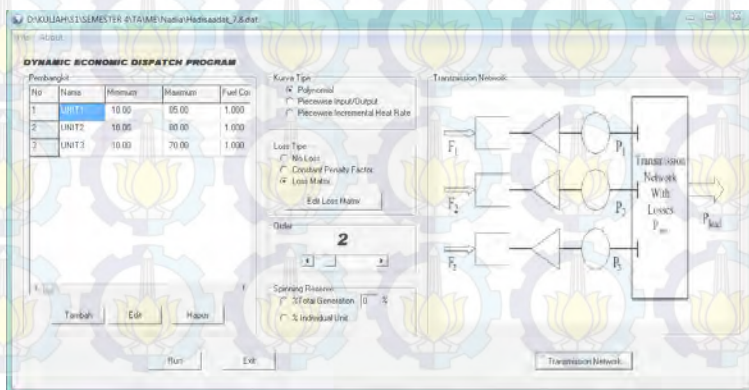 D:\KULIAH\S1\SEMESTER 4\TA\ME\Nadia\Hadisaadat_7.8.dat
File About
DYNAMIC ECONOMIC DISPATCH PROGRAM
Pembangkit
No Nama Minimum Maximum Fuel Cos
1 UNIT1 10.00 85.00 1.000
2 UNIT2 10.00 80.00 1.000
3 UNIT3 10.00 70.00 1.000
Tambah Edit Hapus
Kurva Tipe
Polynomial
Piecewise Input/Output
Piecewise Incremental Heat Rate
Loss Type
No Loss
Constant Penalty Factor
Loss Matrix
Edit Loss Matrix
Order
2
Spinning Reserve
%Total Generation 0 %
% Individual Unit
Transmission Network
F1 P1
F2 P2
P3
Transmission
Network
With
Losses
Pload
Run Exit
Transmission Network